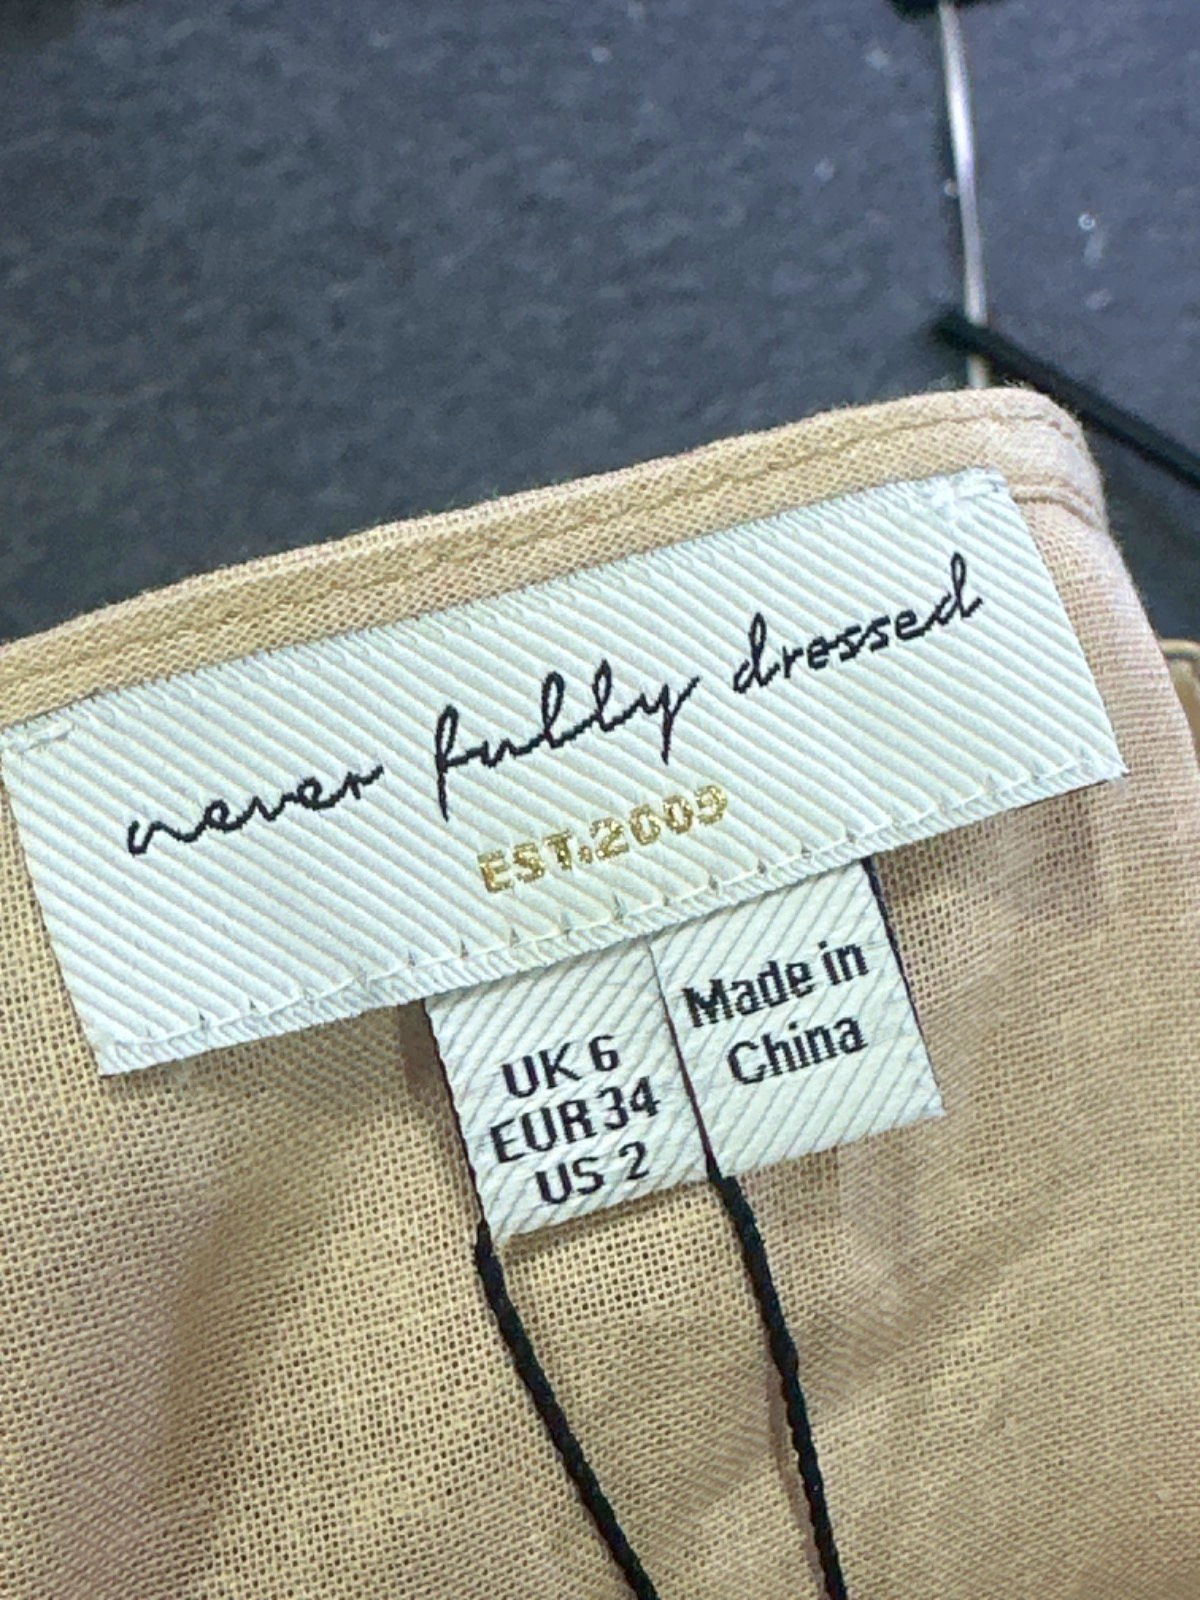 never fully dressed
EST.2009
UK 6
EUR 34
US 2
Made in
China